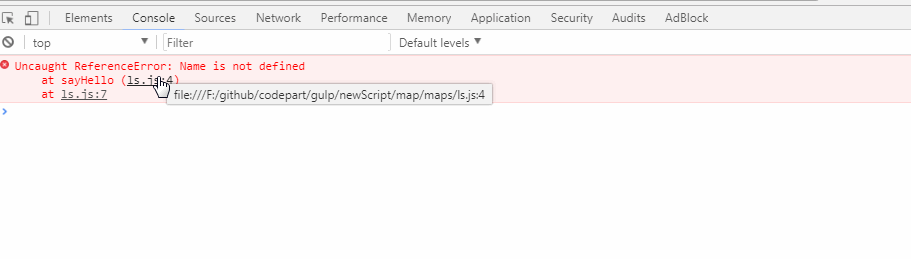 Elements Console Sources Network Performance Memory Application Security Audits AdBlock
top ▼ Filter Default levels ▼
Uncaught ReferenceError: Name is not defined
at sayHello (ls.js:4)
file:///F:/github/codepart/gulp/newScript/map/maps/ls.js:4
at ls.js:7
>